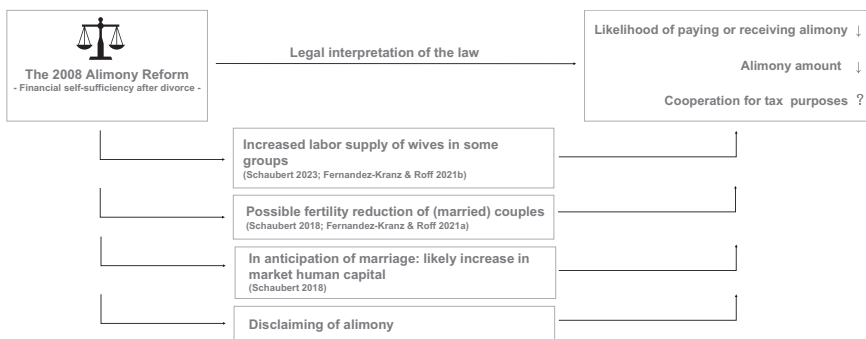 Likelihood of paying or receiving alimony ↓
Legal interpretation of the law
The 2008 Alimony Reform
- Financial self-sufficiency after divorce -
Alimony amount ↓
Cooperation for tax purposes ?
Increased labor supply of wives in some
groups
(Schaubert 2023; Fernandez-Kranz & Roff 2021b)
Possible fertility reduction of (married) couples
(Schaubert 2018; Fernandez-Kranz & Roff 2021a)
In anticipation of marriage: likely increase in
market human capital
(Schaubert 2018)
Disclaiming of alimony